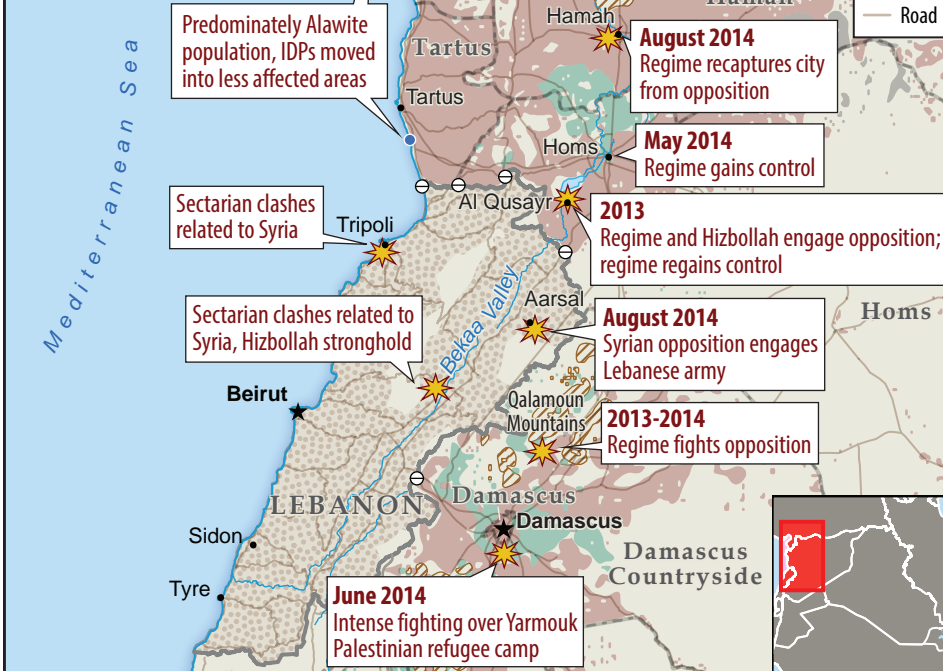 Hamah
Hamah
Road
Predominately Alawite
population, IDPs moved
into less affected areas
Tartus
August 2014
Regime recaptures city
from opposition
Tartus
Homs
May 2014
Regime gains control
Mediterranean Sea
Sectarian clashes
related to Syria
Tripoli
Al Qusayr
2013
Regime and Hizbollah engage opposition;
regime regains control
Bekaa Valley
Aarsal
Homs
Sectarian clashes related to
Syria, Hizbollah stronghold
August 2014
Syrian opposition engages
Lebanese army
Beirut
Qalamoun
Mountains
2013-2014
Regime fights opposition
LEBANON
Damascus
Damascus
Sidon
Damascus
Countryside
Tyre
June 2014
Intense fighting over Yarmouk
Palestinian refugee camp